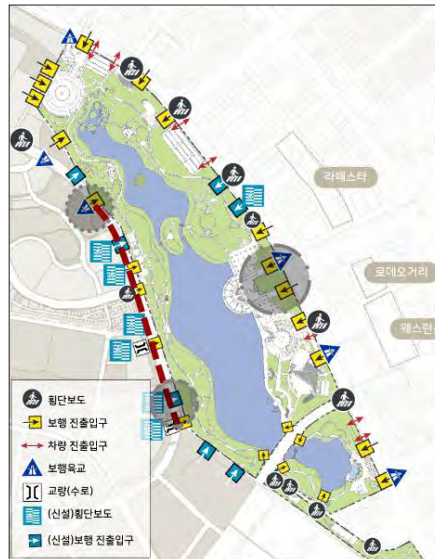 라페스타
로데오거리
웨스턴
횡단보도
보행 진출입구
차량 진출입구
보행육교
교량(수로)
(신설)횡단보도
(신설)보행 진출입구